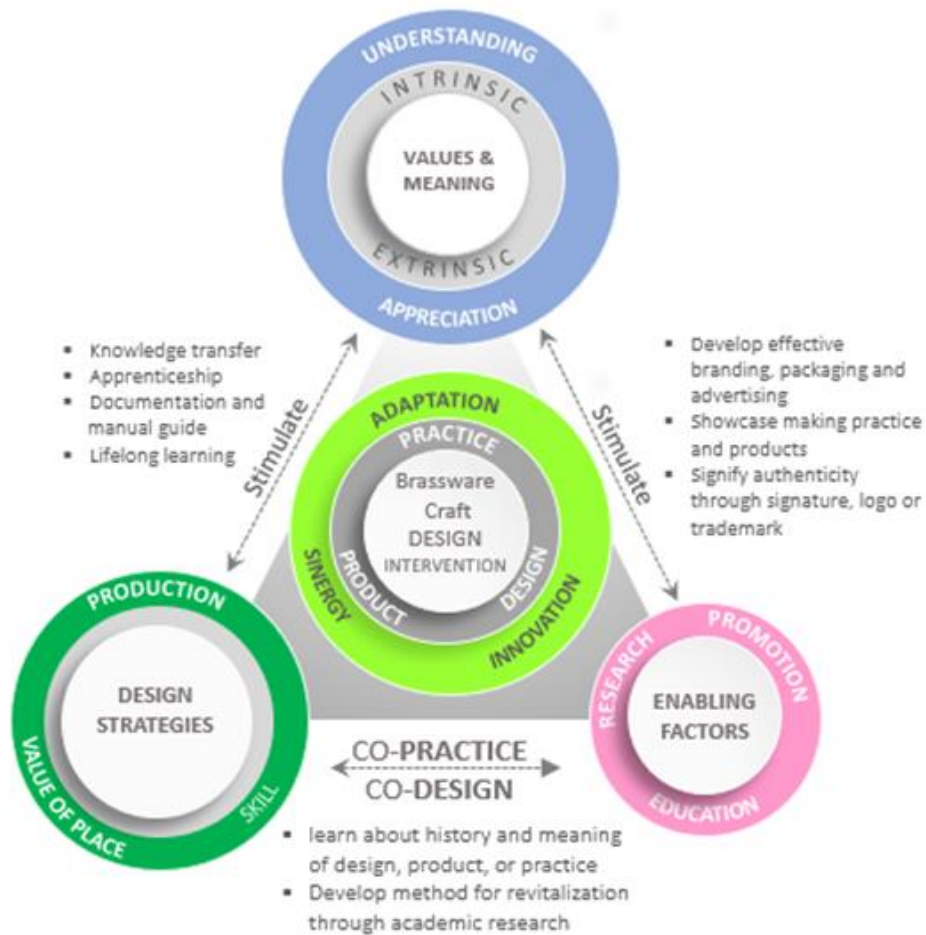 UNDERSTANDING
INTRINSIC
VALUES &
MEANING
EXTRINSIC
APPRECIATION
▪ Knowledge transfer
▪ Apprenticeship
▪ Documentation and
manual guide
▪ Lifelong learning
Stimulate
Stimulate
▪ Develop effective
branding, packaging and
advertising
▪ Showcase making practice
and products
▪ Signify authenticity
through signature, logo or
trademark
ADAPTATION
PRACTICE
Brassware
Craft
DESIGN
INTERVENTION
PRODUCT
DESIGN
SINERGY
INNOVATION
PRODUCTION
DESIGN
STRATEGIES
VALUE OF PLACE
SKILL
RESEARCH
PROMOTION
ENABLING
FACTORS
EDUCATION
CO-PRACTICE
CO-DESIGN
▪ learn about history and meaning
of design, product, or practice
▪ Develop method for revitalization
through academic research